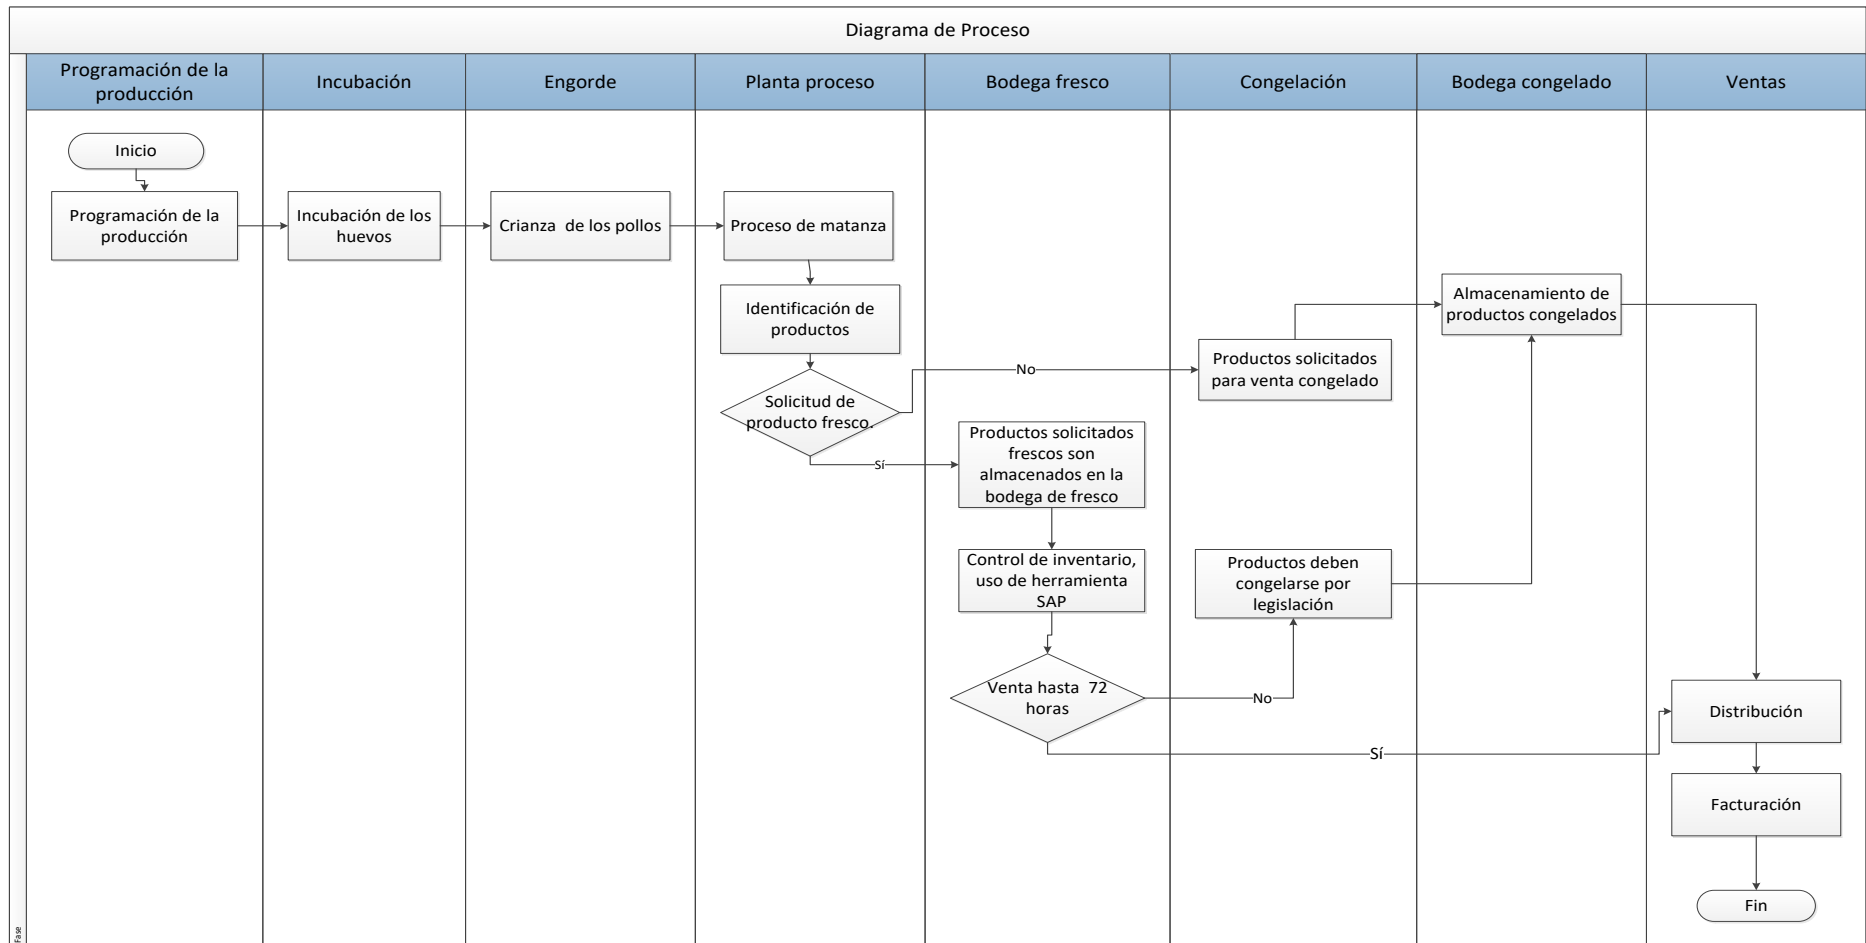 Diagrama de Proceso
Programación de la
producción
Incubación
Engorde
Planta proceso
Bodega fresco
Congelación
Bodega congelado
Ventas
Inicio
Programación de la
producción
Incubación de los
huevos
Crianza  de los pollos
Proceso de matanza
Identificación de
productos
Solicitud de
producto fresco.
No
Sí
Productos solicitados
frescos son
almacenados en la
bodega de fresco
Control de inventario,
uso de herramienta
SAP
Venta hasta  72
horas
No
Sí
Productos solicitados
para venta congelado
Productos deben
congelarse por
legislación
Almacenamiento de
productos congelados
Distribución
Facturación
Fin
Fase